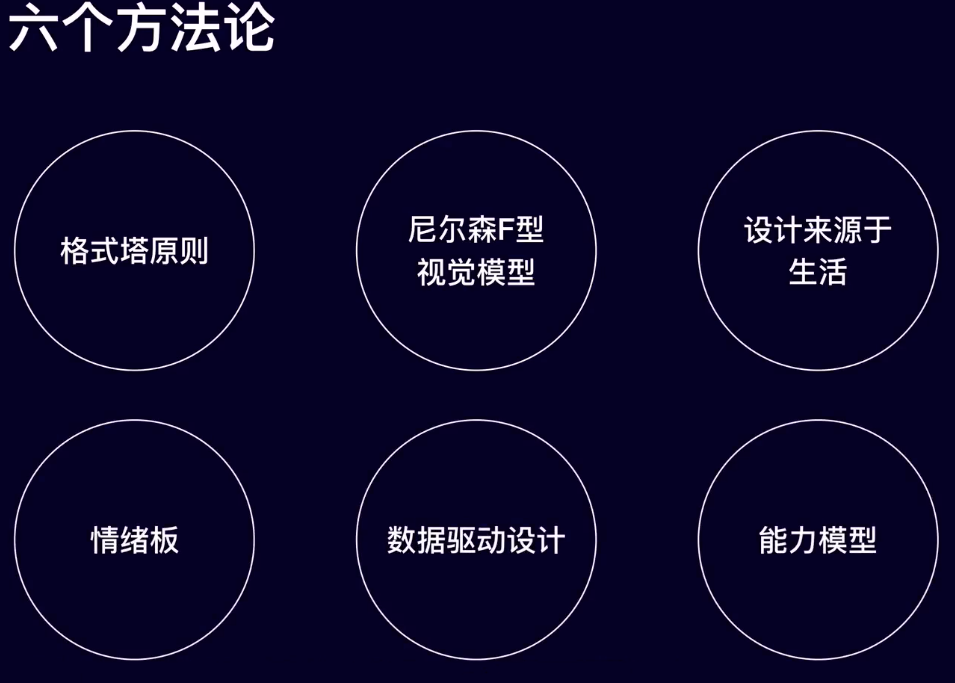 六个方法论
格式塔原则
尼尔森F型
视觉模型
设计来源于
生活
情绪板
数据驱动设计
能力模型